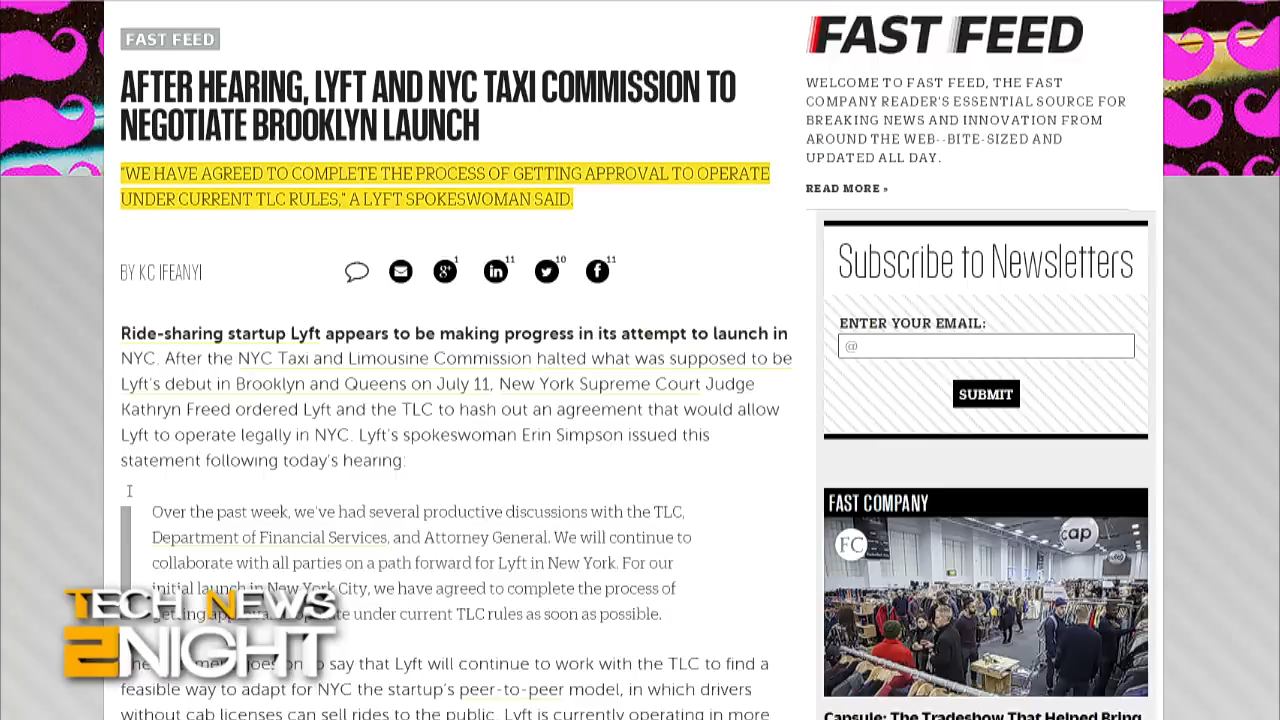 FAST FEED
AFTER HEARING, LYFT AND NYC TAXI COMMISSION TO
NEGOTIATE BROOKLYN LAUNCH
"WE HAVE AGREED TO COMPLETE THE PROCESS OF GETTING APPROVAL TO OPERATE
UNDER CURRENT TLC RULES," A LYFT SPOKESWOMAN SAID.
BY KC IFEANYI
1
11
10
11
Ride-sharing startup Lyft appears to be making progress in its attempt to launch in
NYC. After the NYC Taxi and Limousine Commission halted what was supposed to be
Lyft's debut in Brooklyn and Queens on July 11, New York Supreme Court Judge
Kathryn Freed ordered Lyft and the TLC to hash out an agreement that would allow
Lyft to operate legally in NYC. Lyft's spokeswoman Erin Simpson issued this
statement following today's hearing:
Over the past week, we've had several productive discussions with the TLC,
Department of Financial Services, and Attorney General. We will continue to
collaborate with all parties on a path forward for Lyft in New York. For our
initial launch in New York City, we have agreed to complete the process of
under current TLC rules as soon as possible.
say that Lyft will continue to work with the TLC to find a
feasible way to adapt for NYC the startup's peer-to-peer model, in which drivers
without cab licenses can sell rides to the public. Lyft is currently operating in more
TECH NEWS
2NIGHT
FAST FEED
WELCOME TO FAST FEED, THE FAST
COMPANY READER'S ESSENTIAL SOURCE FOR
BREAKING NEWS AND INNOVATION FROM
AROUND THE WEB--BITE-SIZED AND
UPDATED ALL DAY.
READ MORE »
Subscribe to Newsletters
ENTER YOUR EMAIL:
@
SUBMIT
FAST COMPANY
FC
cap
Capsule: The Tradeshow That Helped Bring